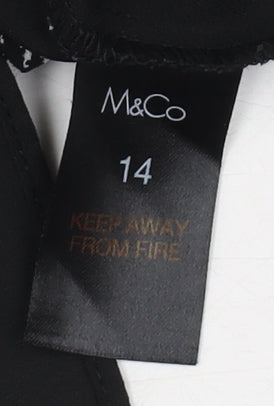 M&Co
14
KEEP AWAY
FROM FIRE